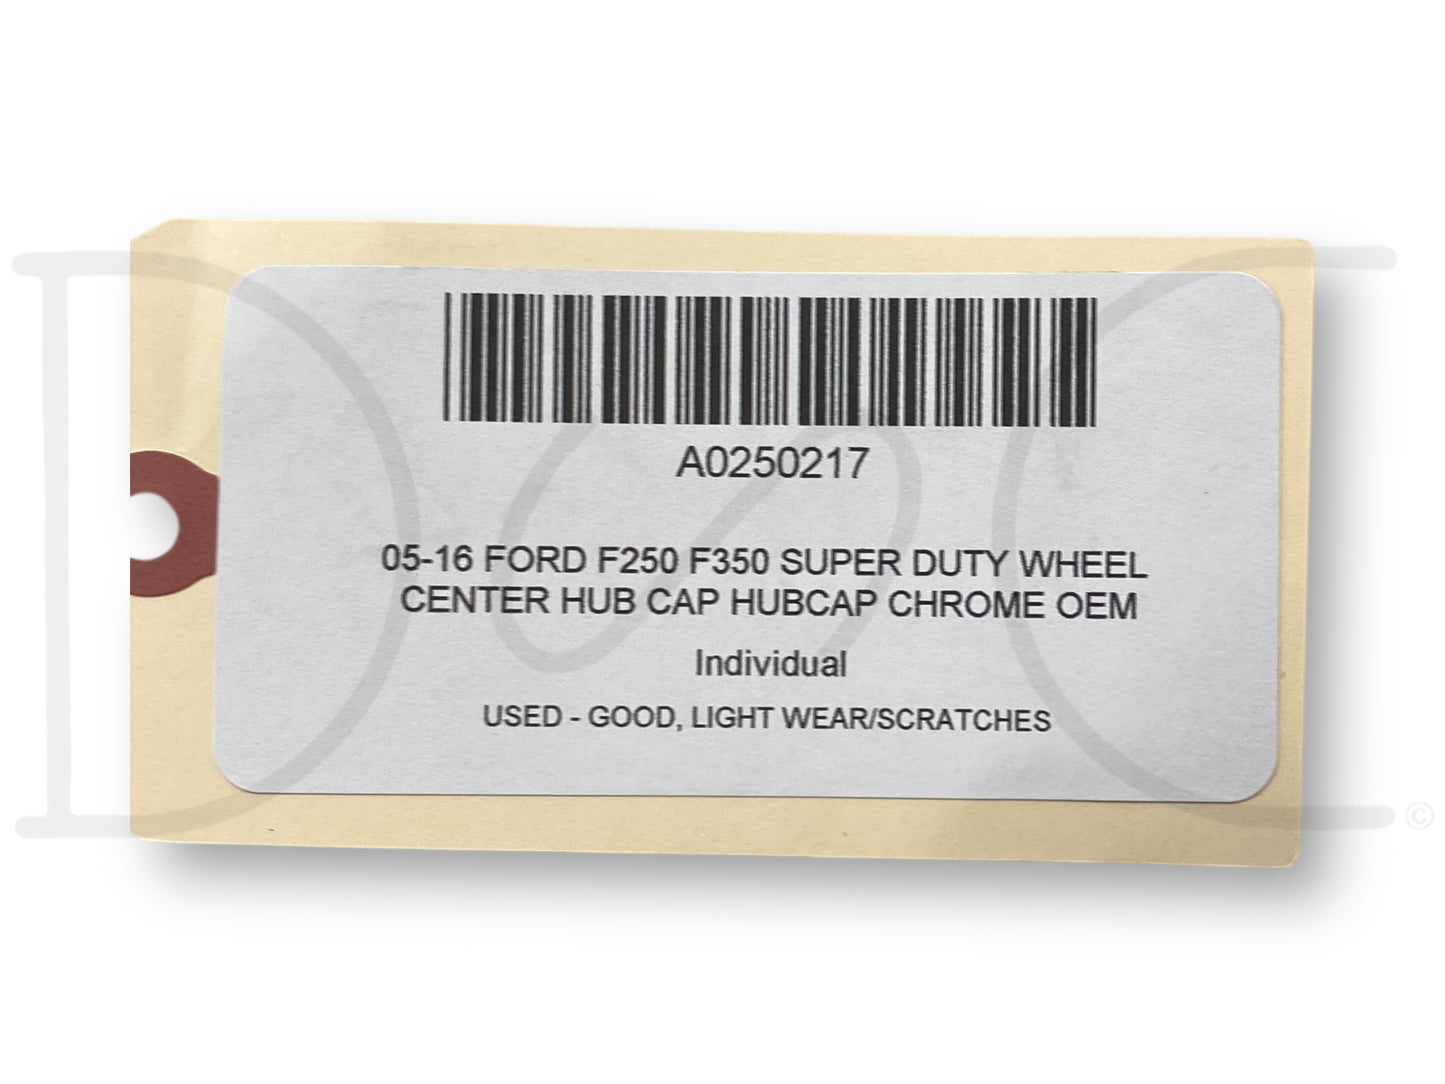 A0250217
05-16 FORD F250 F350 SUPER DUTY WHEEL
CENTER HUB CAP HUBCAP CHROME OEM
Individual
USED - GOOD, LIGHT WEAR/SCRATCHES
D&C
©